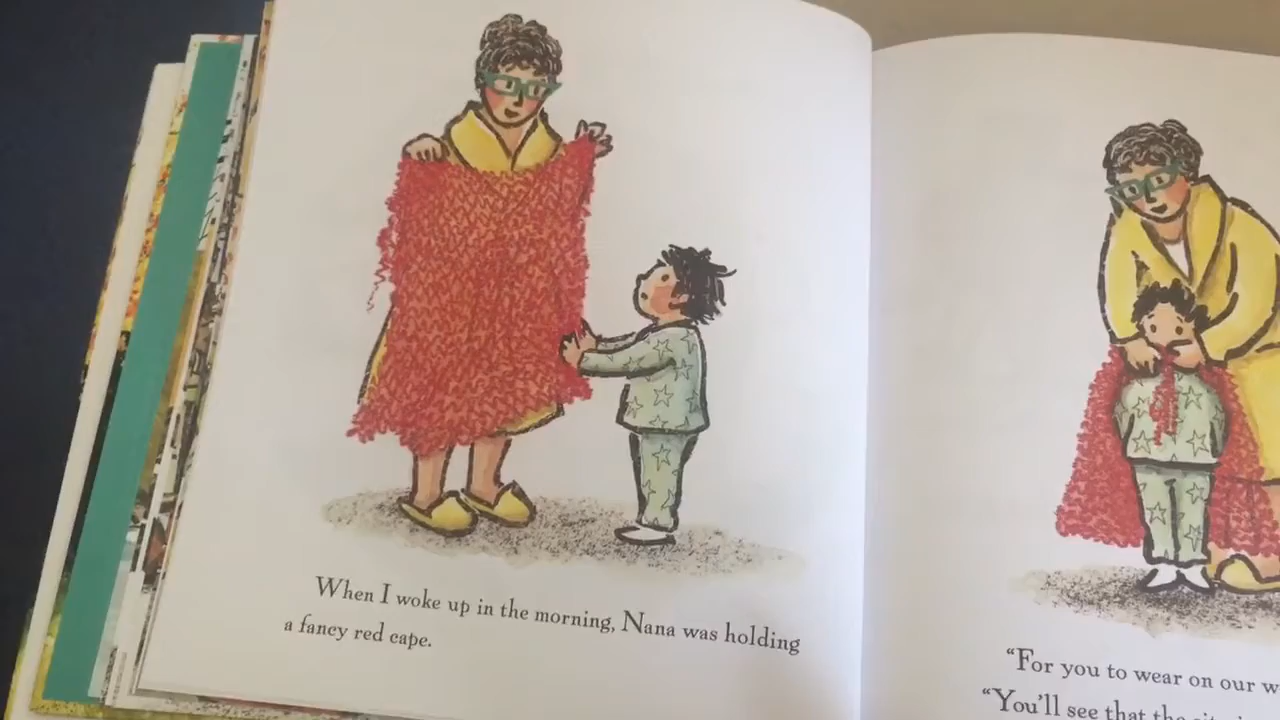 When I woke up in the morning, Nana was holding
a fancy red cape.
“For you to wear on our
“You'll see that the